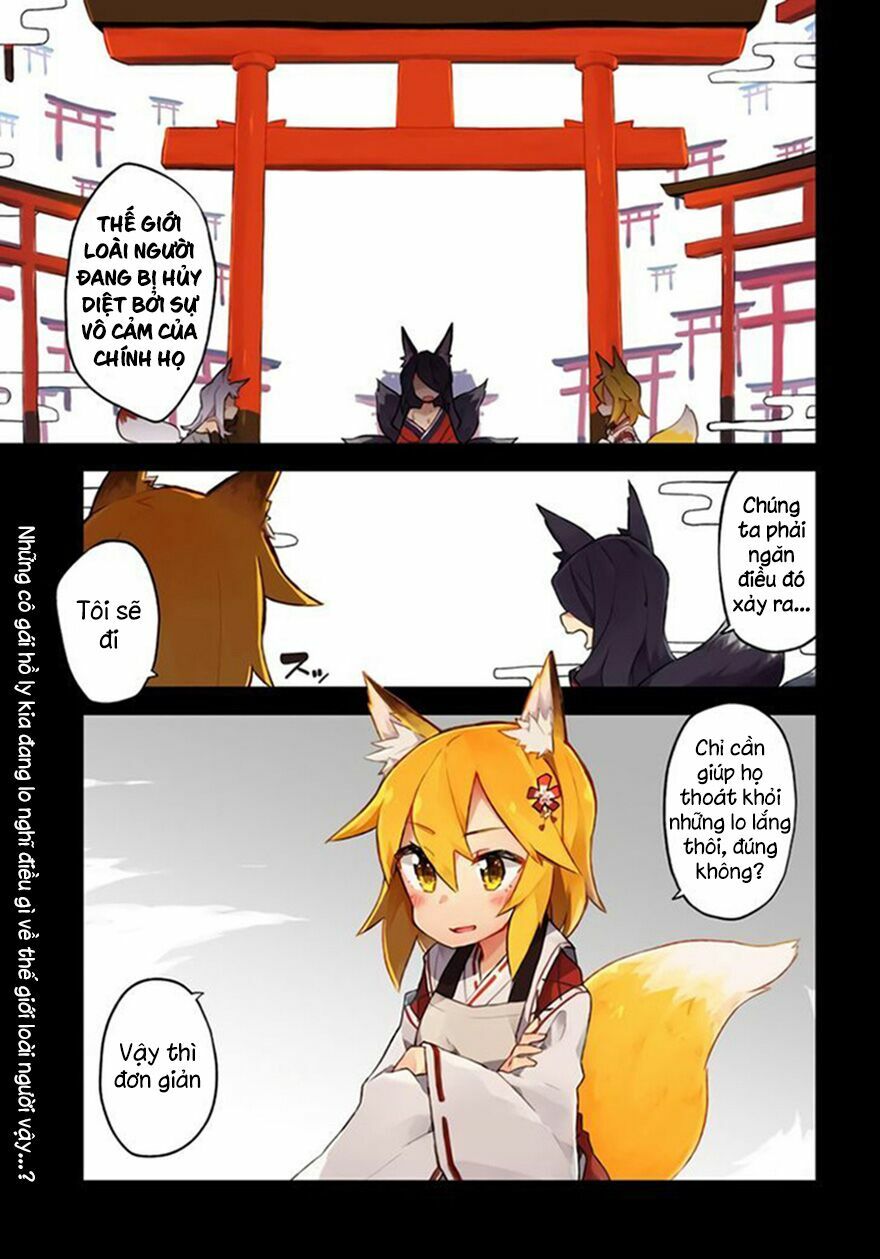 THẾ GIỚI
LOÀI NGƯỜI
ĐANG BỊ HỦY
DIỆT BỞI SỰ
VÔ CẢM CỦA
CHÍNH HỌ
Chúng
ta phải
ngăn
điều đó
xảy ra...
Tôi sẽ
đi
スッ
Chỉ cần
giúp họ
thoát khỏi
những lo lắng
thôi, đúng
không?
Vậy thì
đơn giản
Những cô gái hồ ly kia đang lo nghĩ điều gì về thế giới loài người vậy...?